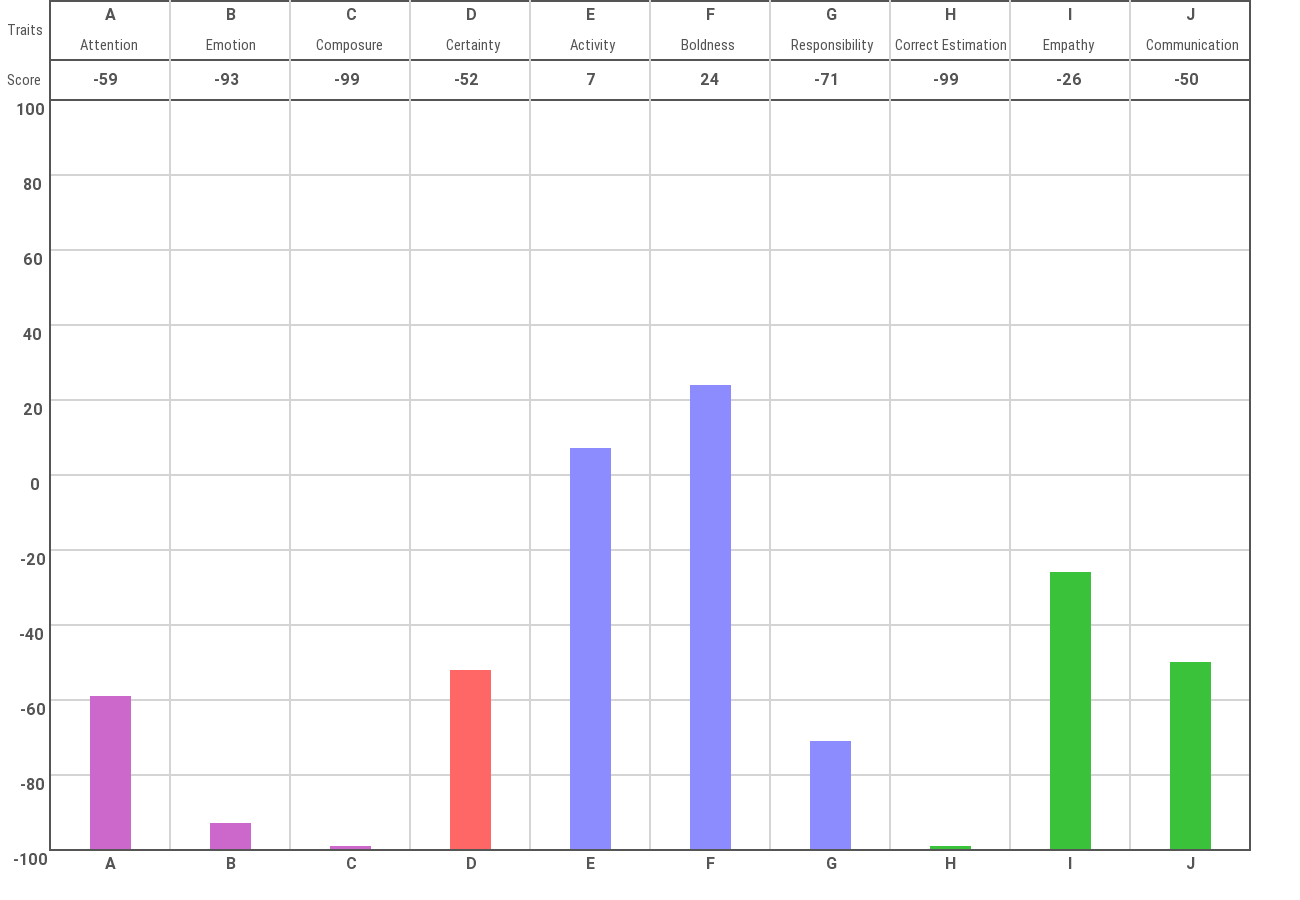 A B C D E F G H I J
Traits
Attention Emotion Composure Certainty Activity Boldness Responsibility Correct Estimation Empathy Communication
Score -59 -93 -99 -52 7 24 -71 -99 -26 -50
100
80
60
40
20
0
-20
-40
-60
-80
-100
A B C D E F G H I J